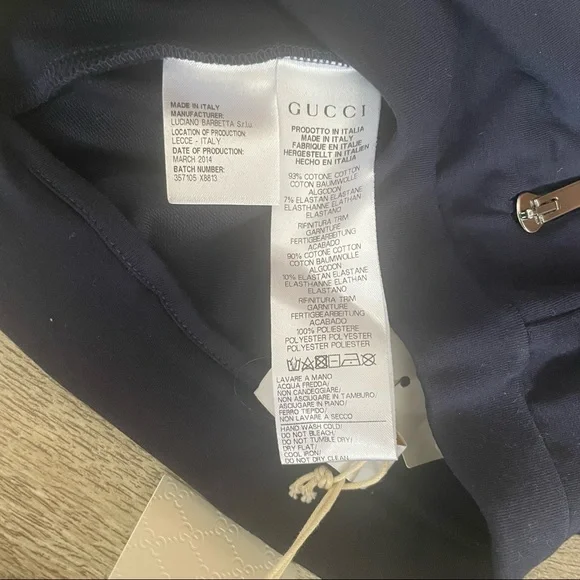 MADE IN ITALY
MANUFACTURER:
LUCIANO BARBETTA S.r.l.u.
LOCATION OF PRODUCTION
LECCE - ITALY
DATE OF PRODUCTION:
MARCH 2014
BATCH NUMBER:
357105 X8813
GUCCI
PRODOTTO IN ITALIA
MADE IN ITALY
FABRIQUE EN ITALIE
HERGESTELLT IN ITALIEN
HECHO EN ITALIA
93% COTONE COTTON
COTON BAUMWOLLE
ALGODON
7% ELASTAN ELASTANE
ELASTHANNE ELATHAN
ELASTANO
RIFINITURA TRIM
GARNITURE
FERTIGBEARBEITUNG
ACABADO
90% COTONE COTTON
COTON BAUMWOLLE
ALGODON
10% ELASTAN ELASTANE
ELASTHANNE ELATHAN
ELASTANO
RIFINITURA TRIM
GARNITURE
FERTIGBEARBEITUNG
ACABADO
100% POLIESTERE
POLYESTER POLYESTER
POLYESTER POLIESTER
LAVARE A MANO
ACQUA FREDDA/
NON CANDEGGIARE/
NON ASCIUGARE IN TAMBURO,
ASCIUGARE IN PIANO/
FERRO TIEPIDO/
NON LAVARE A SECCO
HAND WASH COLD/
DO NOT BLEACH/
DO NOT TUMBLE DRY/
DRY FLAT/
COOL IRON/
DO NOT DRY CLEAN